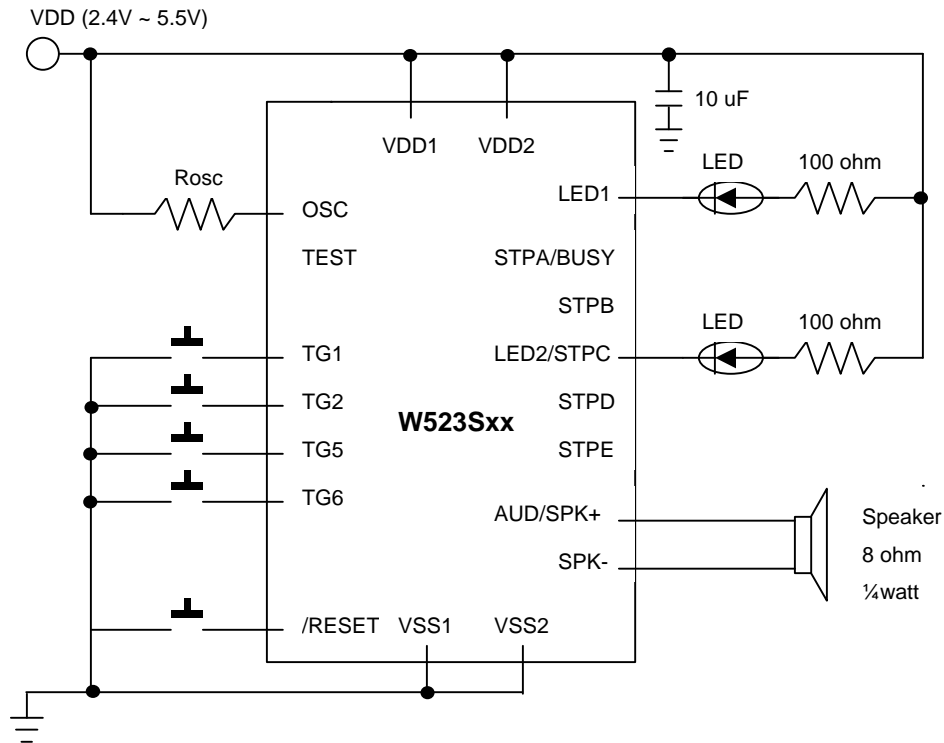 VDD (2.4V ~ 5.5V)
10 uF
VDD1 VDD2
LED 100 ohm
Rosc
LED1
OSC
TEST STPA/BUSY
STPB
LED 100 ohm
TG1 LED2/STPC
TG2 STPD
W523Sxx
TG5 STPE
TG6
AUD/SPK+
Speaker
SPK-
8 ohm
¼watt
/RESET VSS1 VSS2